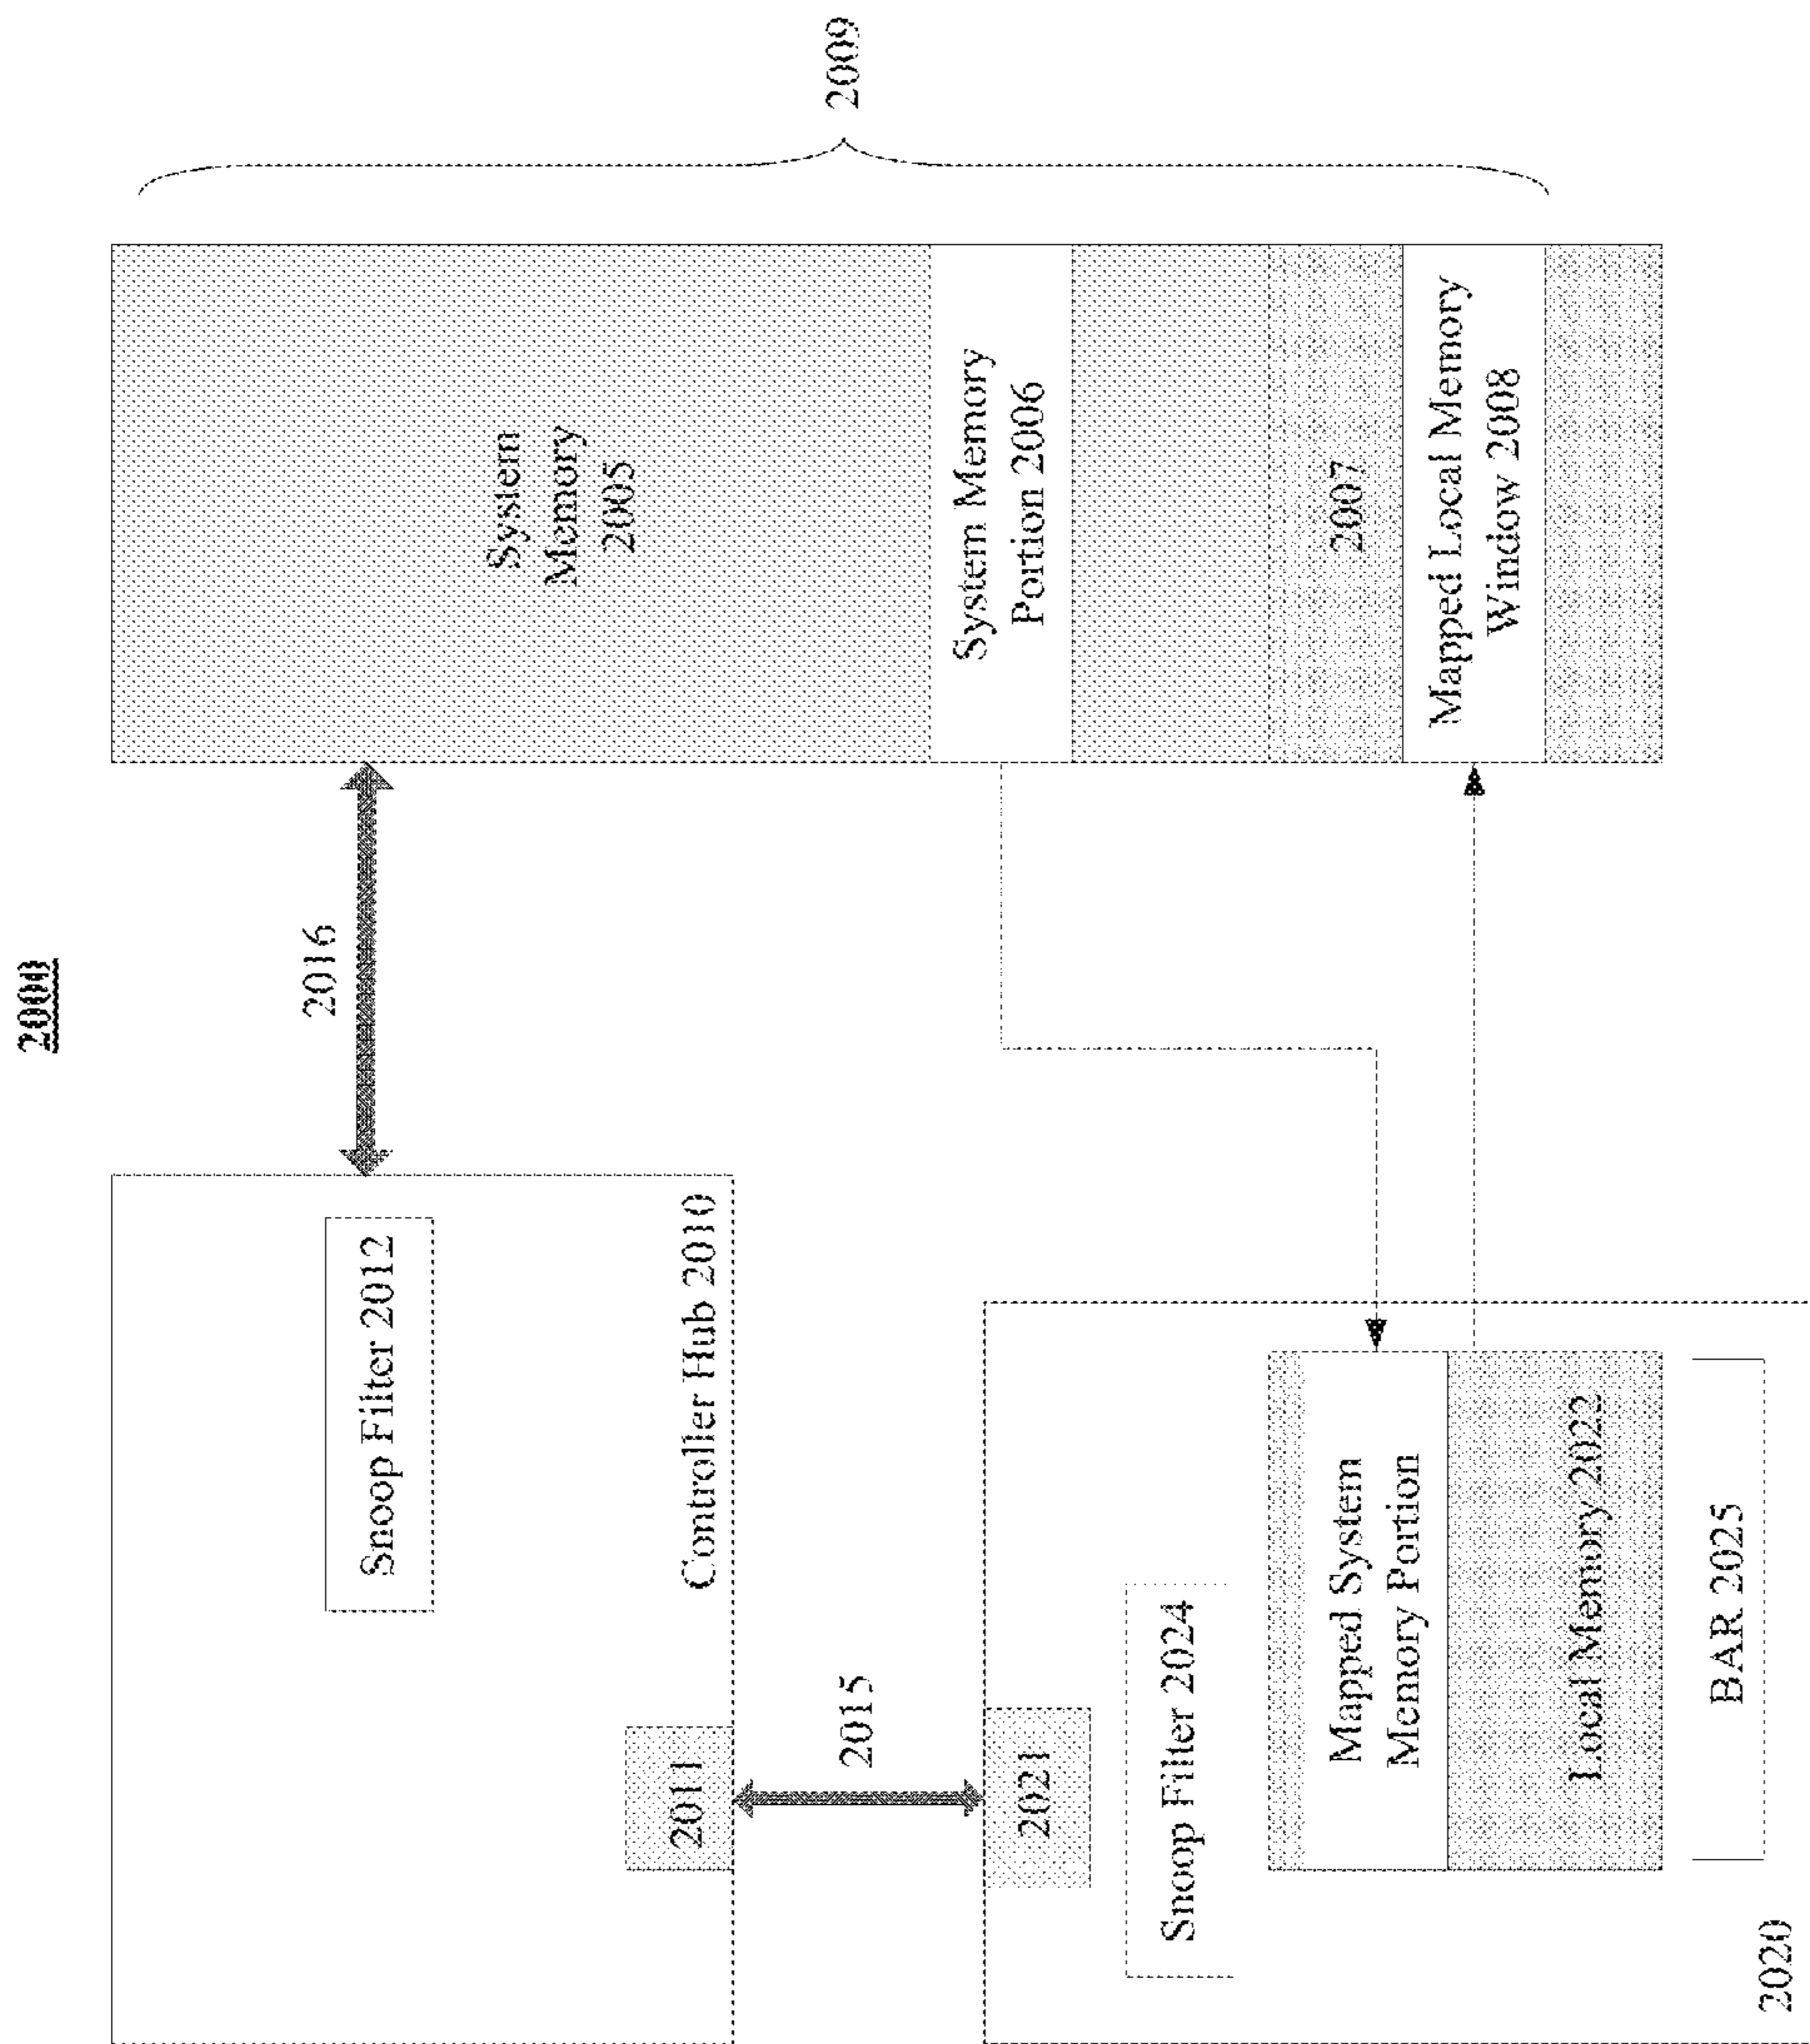 2000
Snoop Filter 2012
Controller Hub 2010
2011
2016
2015
2021
Snoop Filter 2024
Mapped System
Memory Portion
Local Memory 2022
BAR 2025
2020
System
Memory
2005
System Memory
Portion 2006
2007
Mapped Local Memory
Window 2008
2009